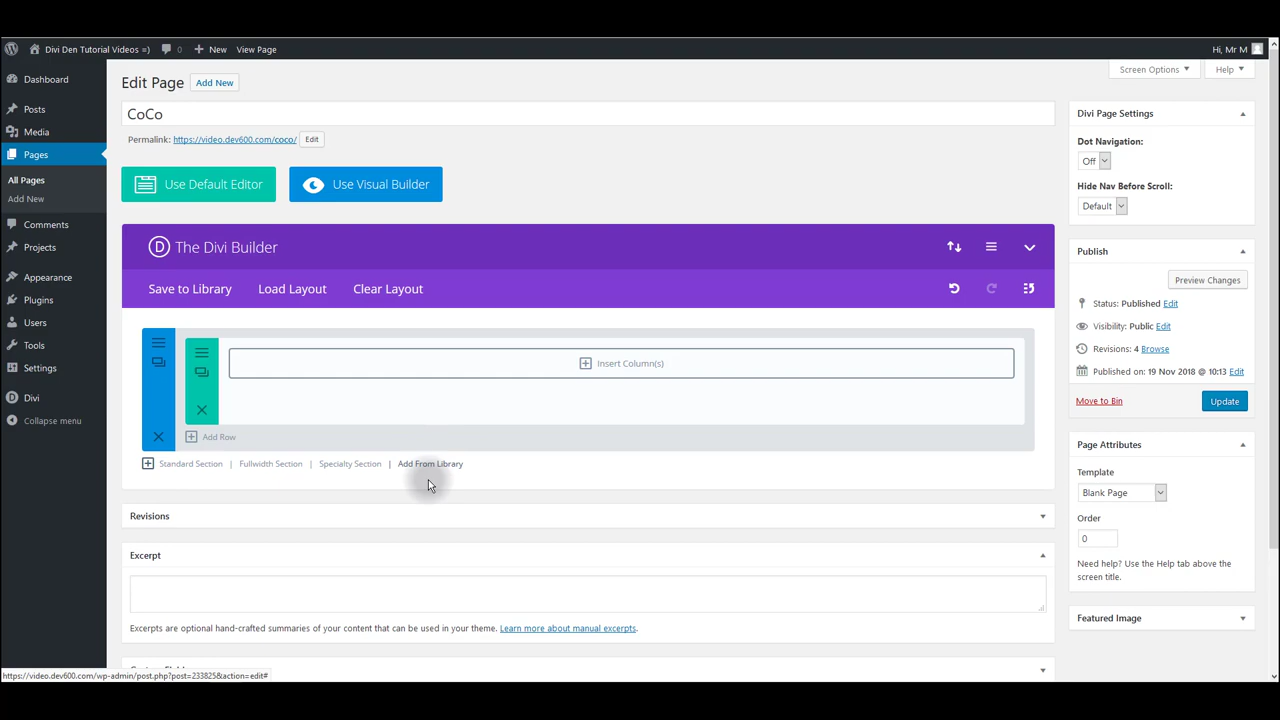 Divi Den Tutorial Videos =) 0 + New View Page Hi, Mr M
Dashboard
Posts
Media
Pages
All Pages
Add New
Comments
Projects
Appearance
Plugins
Users
Tools
Settings
Divi
Collapse menu
Screen Options Help
Edit Page Add New
CoCo
Permalink: https://video.dev600.com/coco/ Edit
Use Default Editor Use Visual Builder
D The Divi Builder
Save to Library Load Layout Clear Layout
Insert Column(s)
Add Row
Standard Section | Fullwidth Section | Specialty Section | Add From Library
Revisions
Excerpt
Excerpts are optional hand-crafted summaries of your content that can be used in your theme. Learn more about manual excerpts.
Divi Page Settings
Dot Navigation:
Off
Hide Nav Before Scroll:
Default
Publish
Preview Changes
Status: Published Edit
Visibility: Public Edit
Revisions: 4 Browse
Published on: 19 Nov 2018 @ 10:13 Edit
Move to Bin Update
Page Attributes
Template
Blank Page
Order
0
Need help? Use the Help tab above the
screen title.
Featured Image
https://video.dev600.com/wp-admin/post.php?post=233825&action=edit#